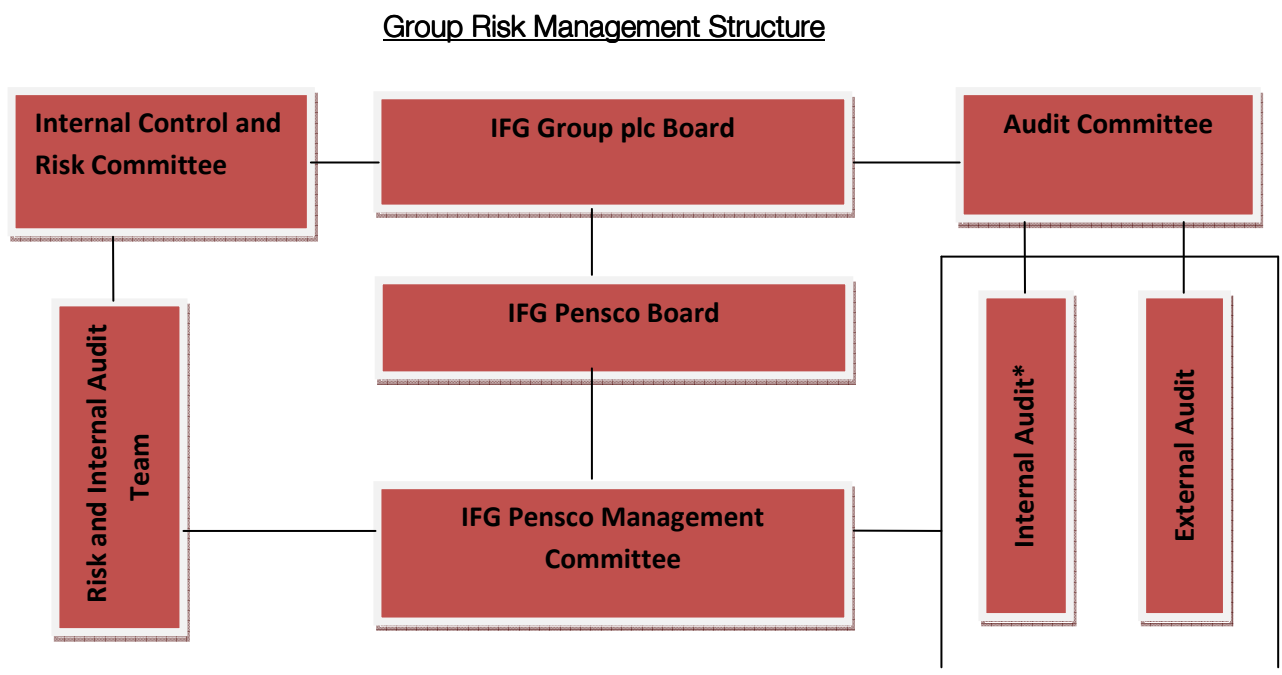 Group Risk Management Structure
Internal Control and
Risk Committee
IFG Group plc Board
Audit Committee
IFG Pensco Board
Risk and Internal Audit
Team
IFG Pensco Management
Committee
Internal Audit*
External Audit